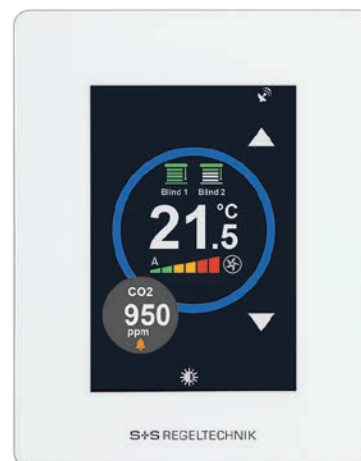 Blind 1 Blind 2
21.5 °C
A
CO2
950
ppm
S+S REGELTECHNIK